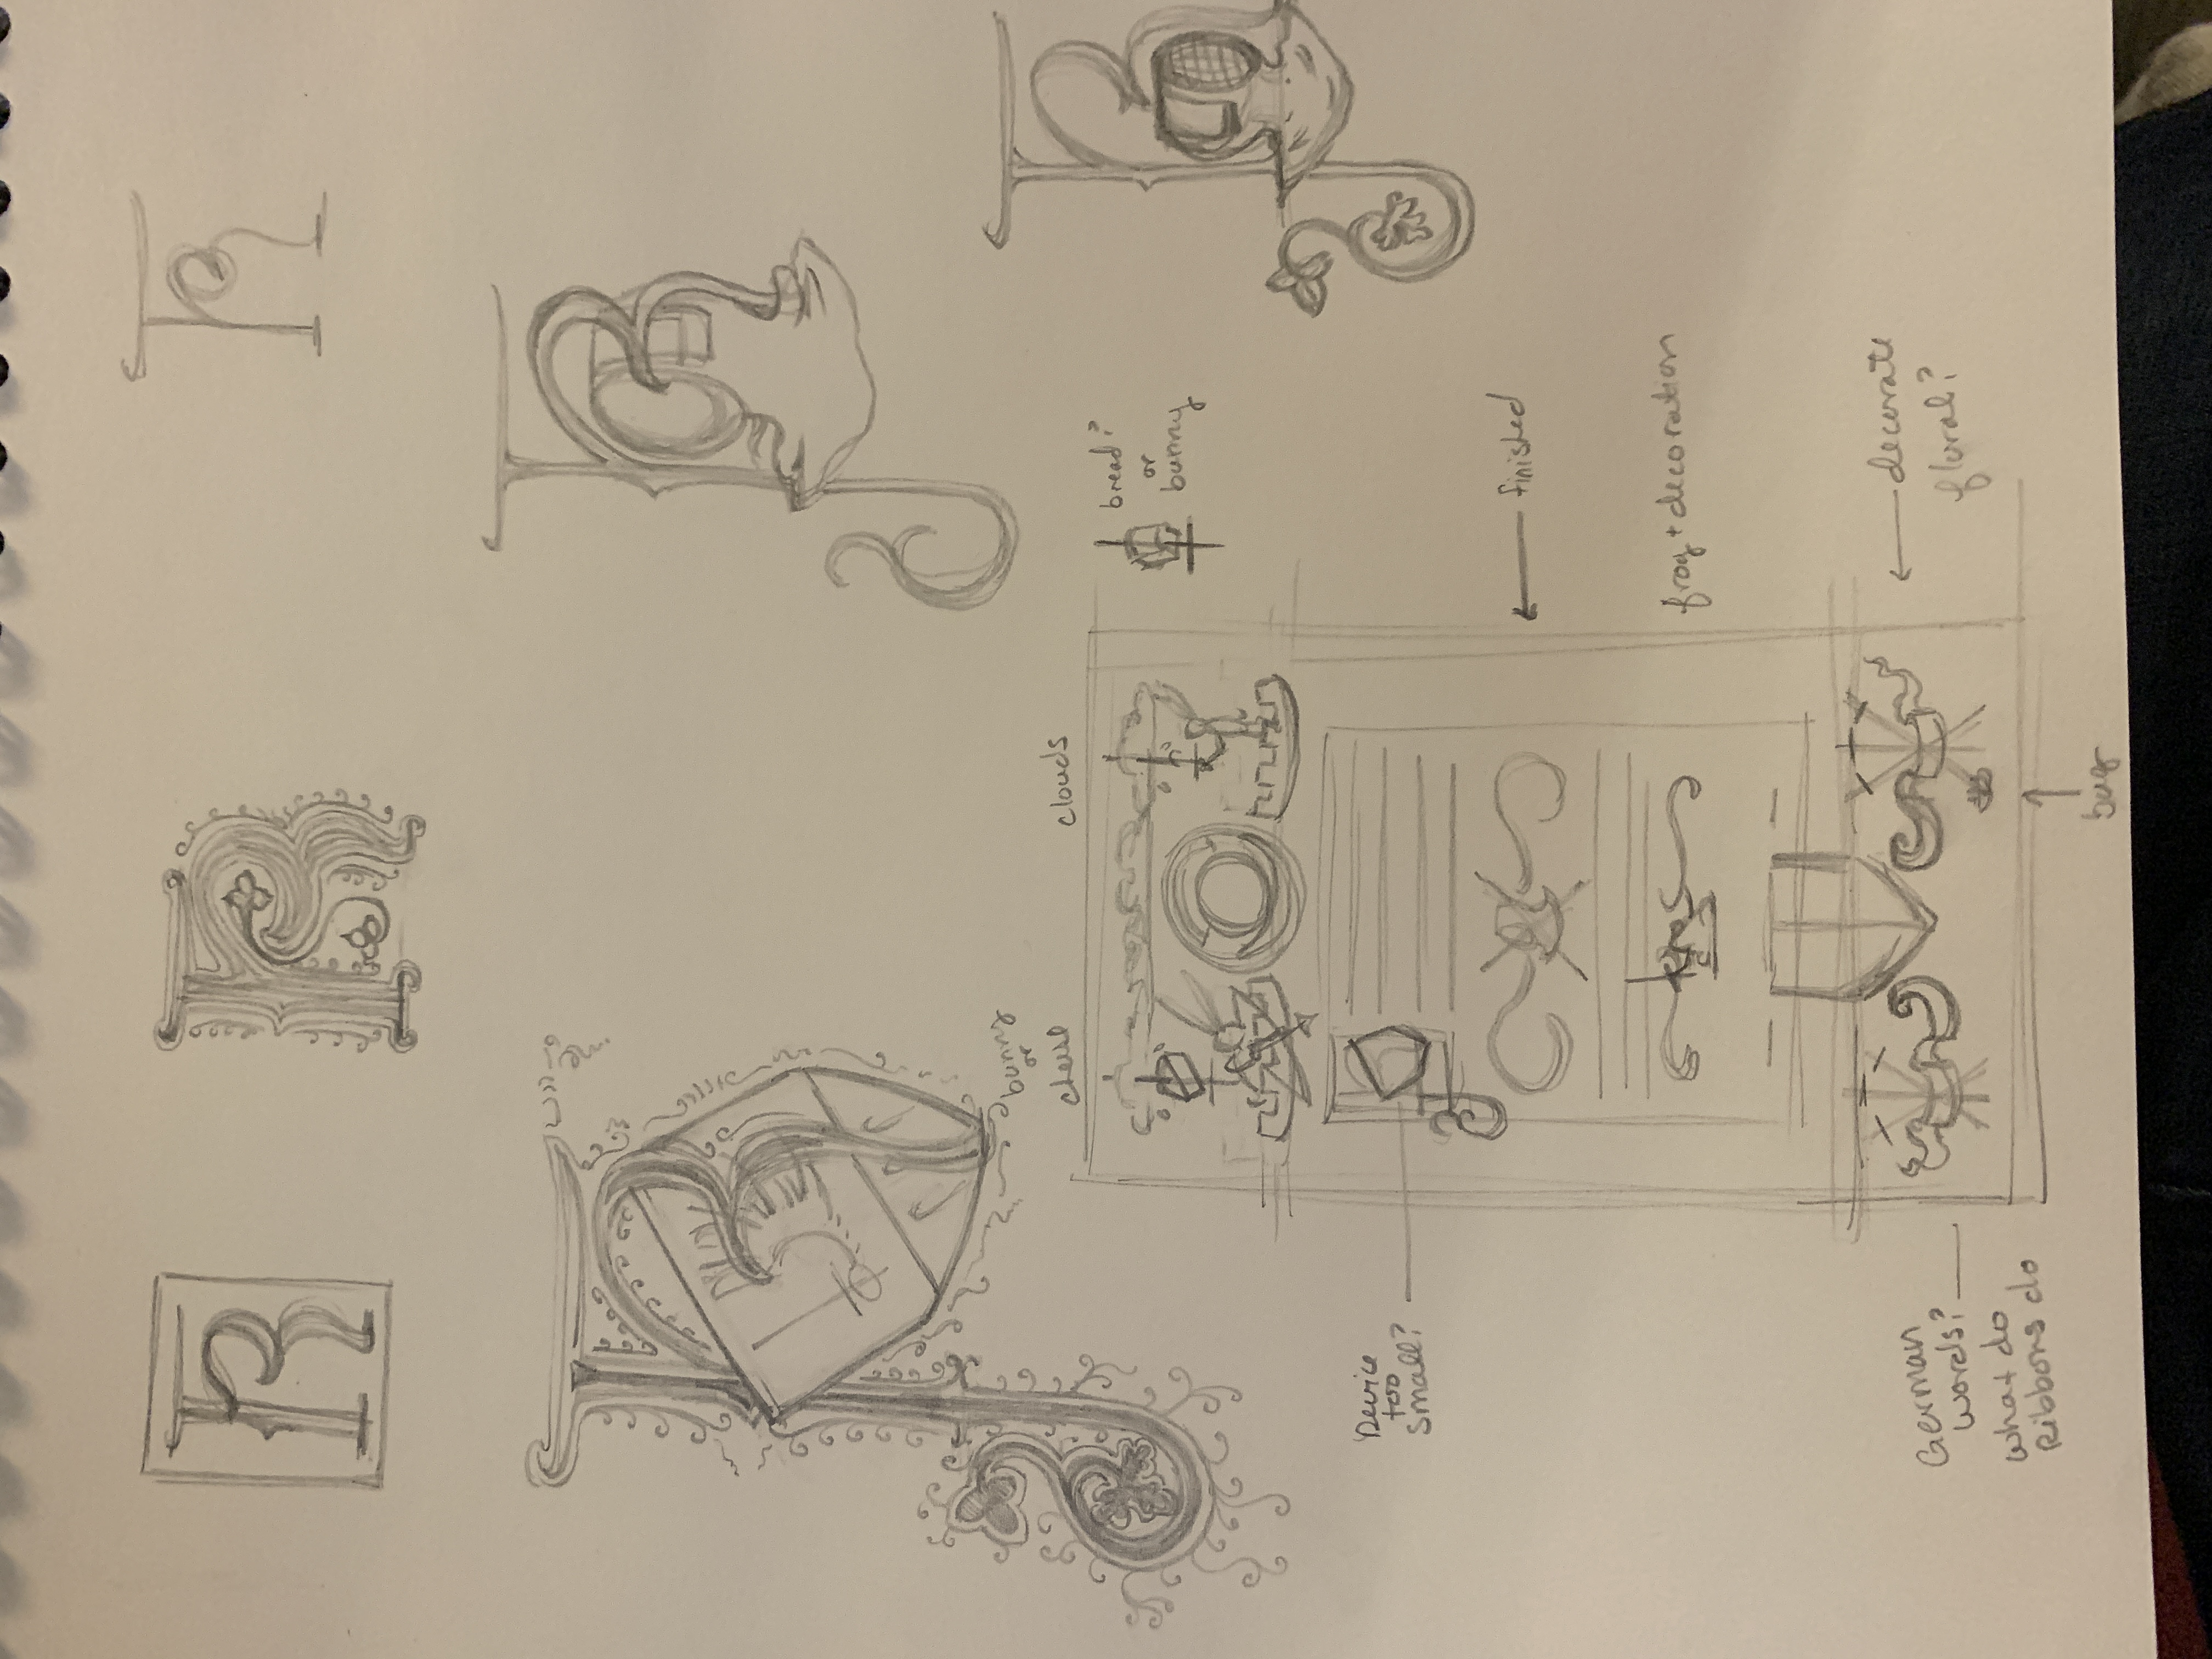 R
R
R
R
R
R
bunny
or
cheese
clouds
bread?
or
bunny
Device
too
small?
finished
frog + decoration
decorate
floral?
German
words?
what do
Ribbons do
bug